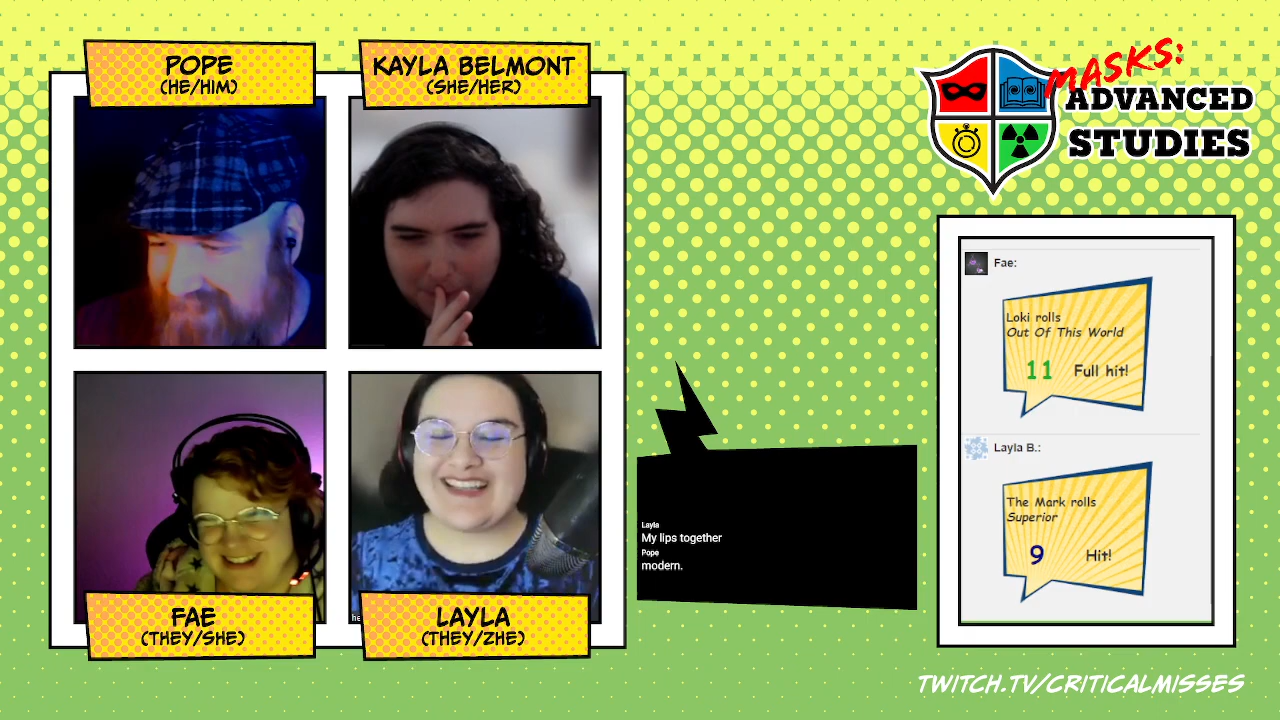 POPE
(HE/HIM)
KAYLA BELMONT
(SHE/HER)
FAE
(THEY/SHE)
he
LAYLA
(THEY/ZHE)
Layla
My lips together
Pope
modern.
MASKS:
ADVANCED
STUDIES
Fae:
Loki rolls
Out Of This World
11 Full hit!
Layla B.:
The Mark rolls
Superior
9 Hit!
TWITCH.TV/CRITICALMISSES